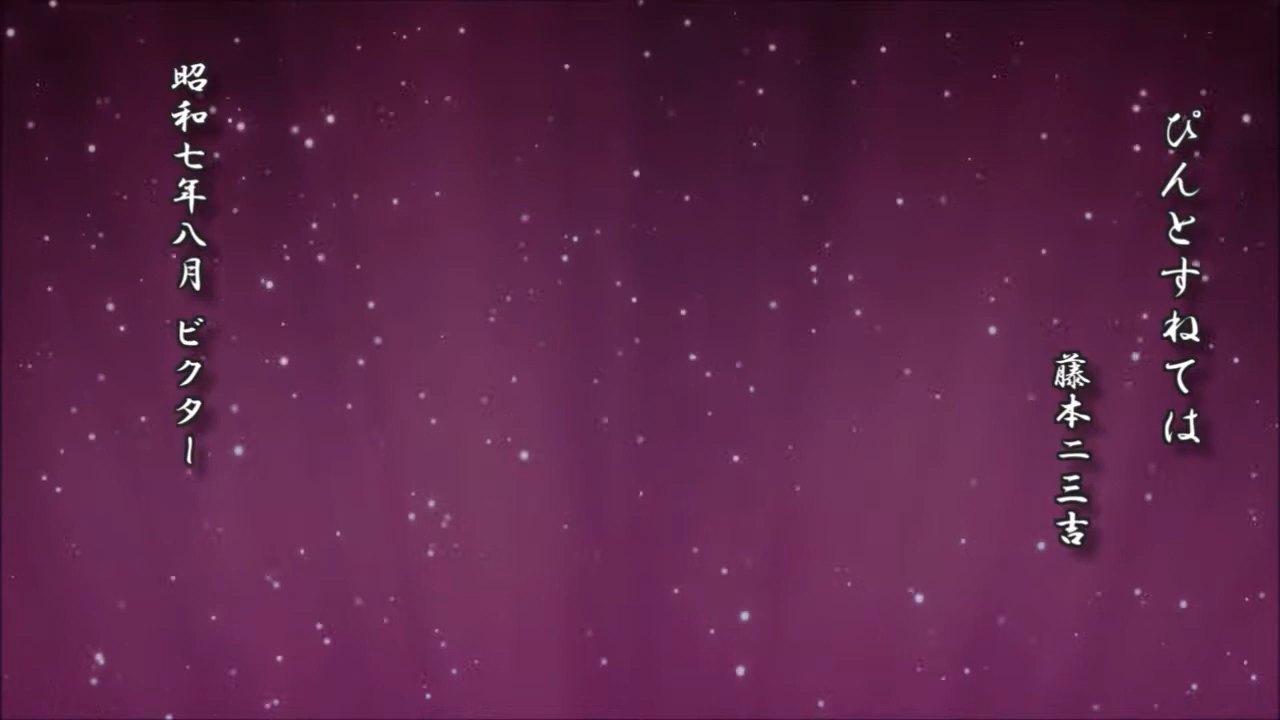 ぴんとすねては
藤本二三吉
昭和七年八月 ビクター